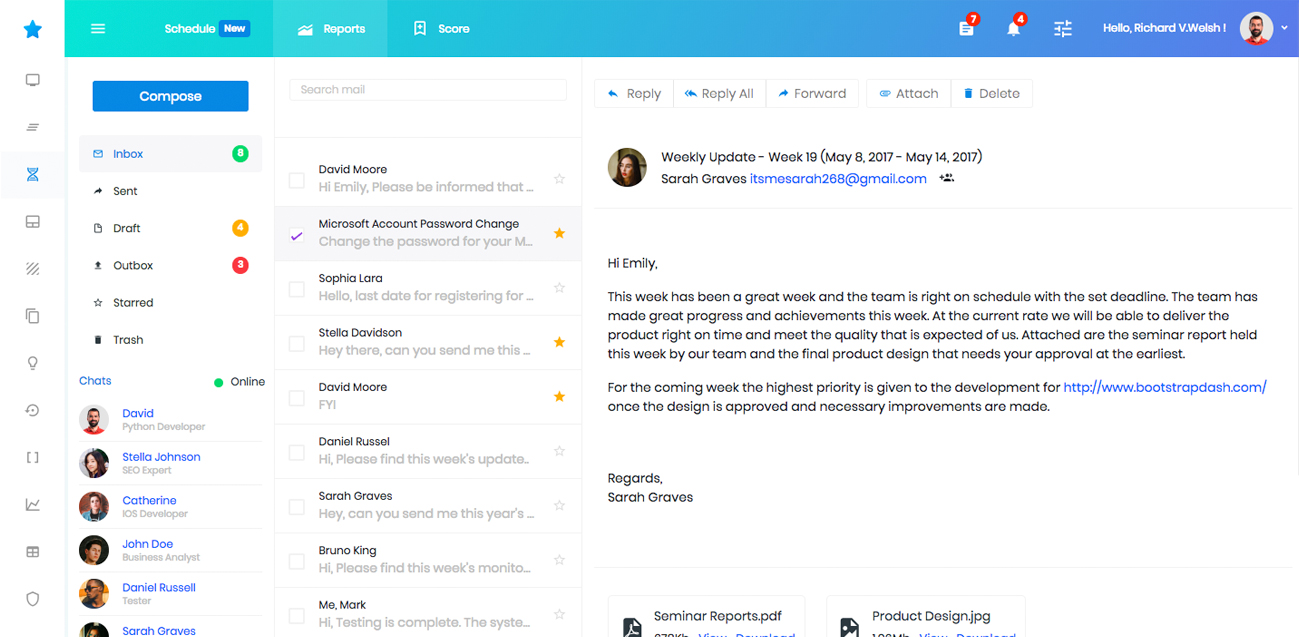 Schedule New
Reports
Score
7
4
Hello, Richard V.Welsh !
Compose
Inbox 8
Sent
Draft 4
Outbox 3
Starred
Trash
Chats Online
David
Python Developer
Stella Johnson
SEO Expert
Catherine
IOS Developer
John Doe
Business Analyst
Daniel Russell
Tester
Sarah Graves
Search mail
David Moore
Hi Emily, Please be informed that ...
Microsoft Account Password Change
Change the password for your M...
Sophia Lara
Hello, last date for registering for ...
Stella Davidson
Hey there, can you send me this ...
David Moore
FYI
Daniel Russel
Hi, Please find this week's update..
Sarah Graves
Hey, can you send me this year's ...
Bruno King
Hi, Please find this week's monito...
Me, Mark
Hi, Testing is complete. The syste...
Reply
Reply All
Forward
Attach
Delete
Weekly Update - Week 19 (May 8, 2017 - May 14, 2017)
Sarah Graves itsmesarah268@gmail.com
Hi Emily,
This week has been a great week and the team is right on schedule with the set deadline. The team has
made great progress and achievements this week. At the current rate we will be able to deliver the
product right on time and meet the quality that is expected of us. Attached are the seminar report held
this week by our team and the final product design that needs your approval at the earliest.
For the coming week the highest priority is given to the development for http://www.bootstrapdash.com/
once the design is approved and necessary improvements are made.
Regards,
Sarah Graves
Seminar Reports.pdf
View Download
Product Design.jpg
View Download